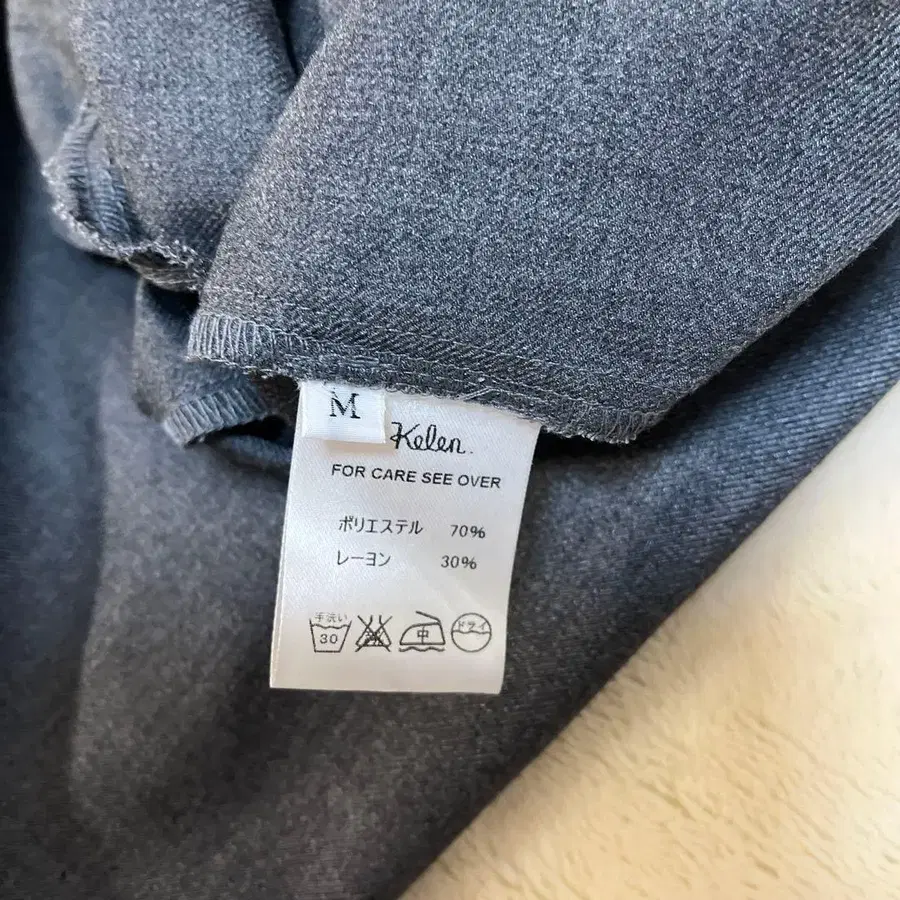 M
Kelen.
FOR CARE SEE OVER
ポリエステル 70%
レーヨン 30%
手洗い
30
中
ドライ